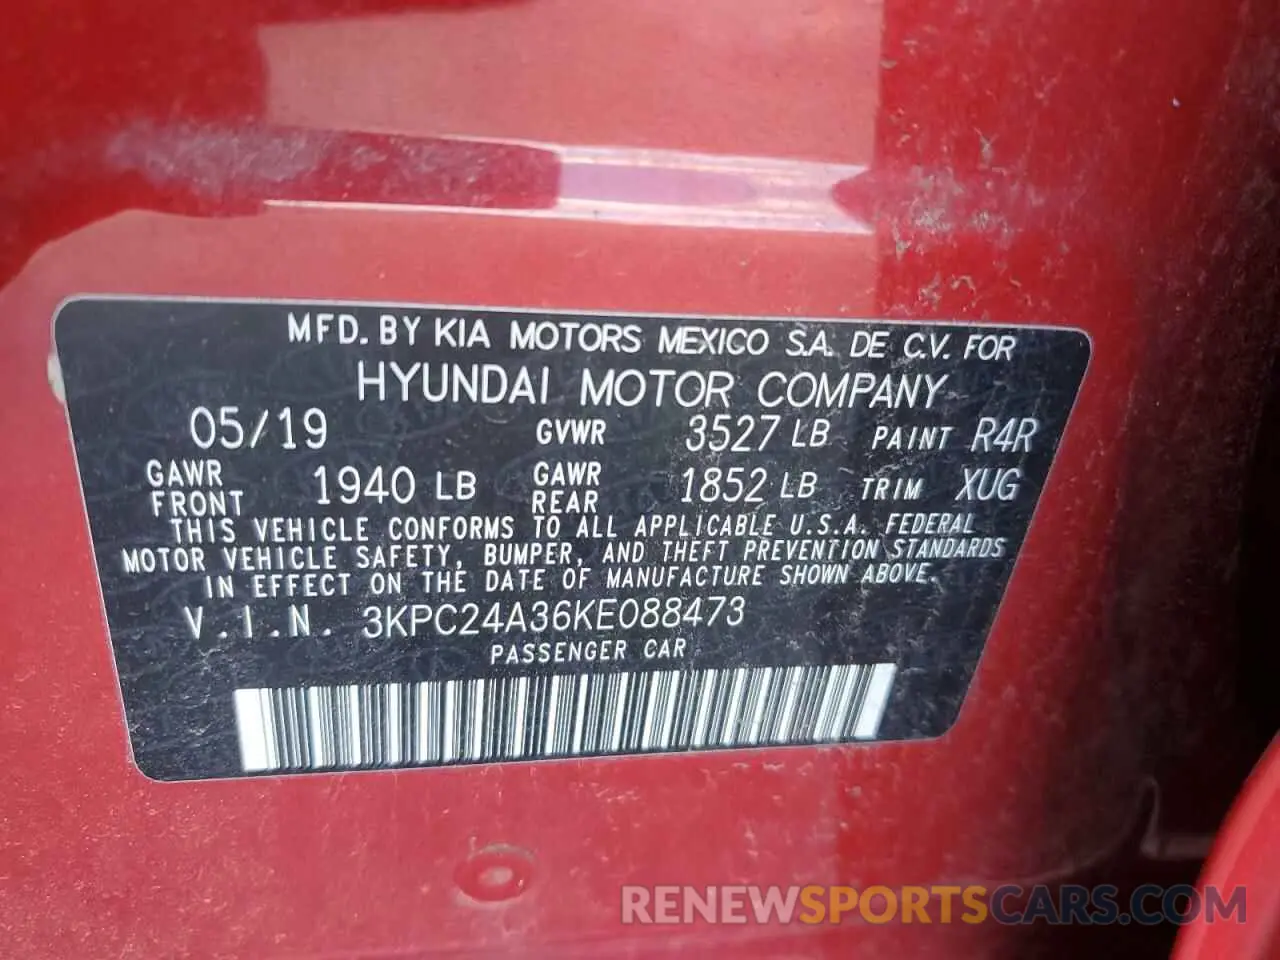 MFD. BY KIA MOTORS MEXICO S.A. DE C.V. FOR
HYUNDAI MOTOR COMPANY
05/19 GVWR 3527 LB PAINT R4R
GAWR FRONT 1940 LB GAWR REAR 1852 LB TRIM XUG
THIS VEHICLE CONFORMS TO ALL APPLICABLE U.S.A. FEDERAL
MOTOR VEHICLE SAFETY, BUMPER, AND THEFT PREVENTION STANDARDS
IN EFFECT ON THE DATE OF MANUFACTURE SHOWN ABOVE.
V.I.N. 3KPC24A36KE088473
PASSENGER CAR
RENEWSPORTSCARS.COM